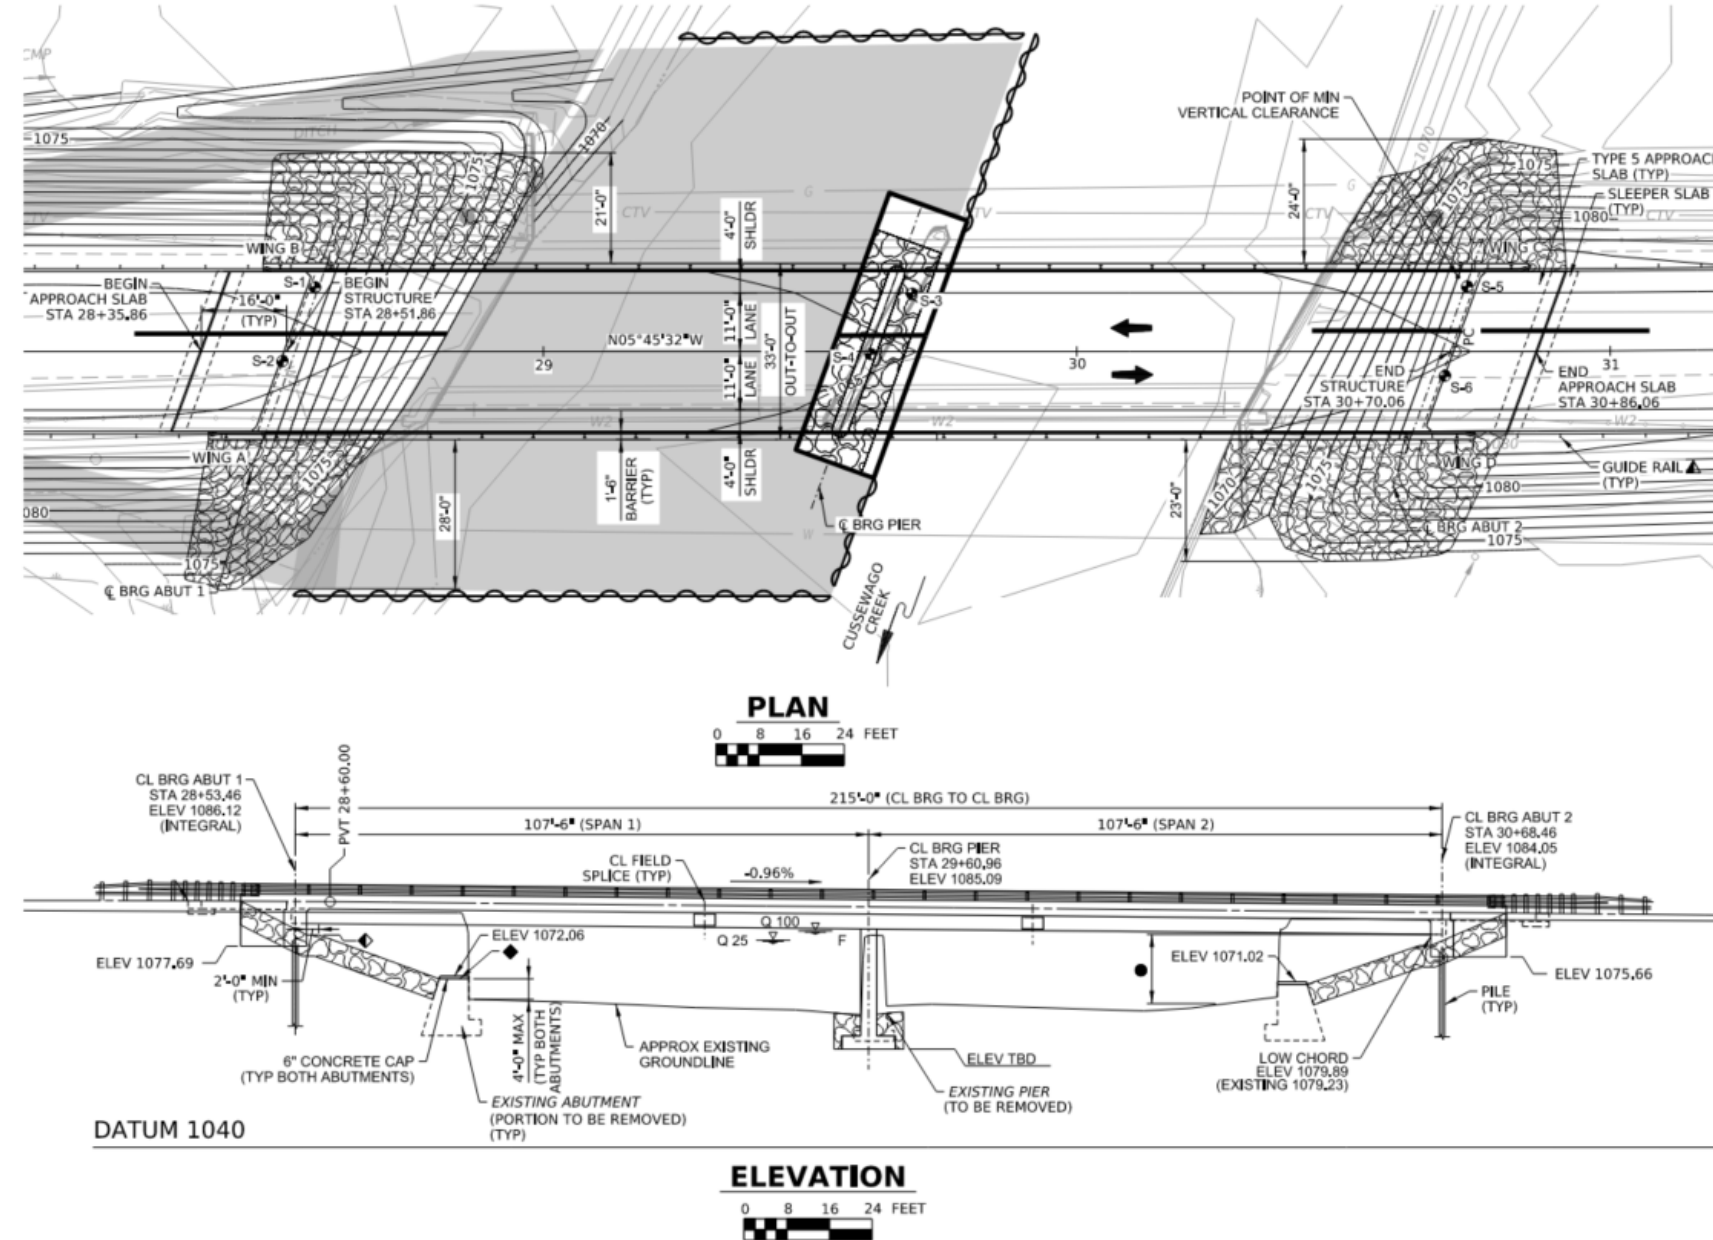 CMP
DITCH
1075
1070
1075
CTV
CTV
G
CTV
G
CTV
CTV
W2
W2
W2
W
21'-0"
4'-0"
SHLDR
11'-0"
LANE
11'-0"
LANE
33'-0"
OUT-TO-OUT
4'-0"
SHLDR
1'-6"
BARRIER
(TYP)
28'-0"
WING B
BEGIN
APPROACH SLAB
STA 28+35.86
16'-0"
(TYP)
S-1
BEGIN
STRUCTURE
STA 28+51.86
S-2
29
N05°45'32"W
S-3
S-4
1065
30
WING A
1075
1080
1075
℄ BRG ABUT 1
℄ BRG PIER
CUSSEWAGO
CREEK
POINT OF MIN
VERTICAL CLEARANCE
1070
24'-0"
1075
1075
TYPE 5 APPROACH
SLAB (TYP)
SLEEPER SLAB
(TYP)
1080
WING
S-5
PC
31
END
STRUCTURE
STA 30+70.06
S-6
END
APPROACH SLAB
STA 30+86.06
23'-0"
1070
1075
WING D
GUIDE RAIL
(TYP)
1080
℄ BRG ABUT 2
1075
PLAN
0 8 16 24 FEET
CL BRG ABUT 1
STA 28+53.46
ELEV 1086.12
(INTEGRAL)
PVT 28+60.00
215'-0" (CL BRG TO CL BRG)
107'-6" (SPAN 1)
107'-6" (SPAN 2)
CL BRG ABUT 2
STA 30+68.46
ELEV 1084.05
(INTEGRAL)
CL FIELD
SPLICE (TYP)
-0.96%
CL BRG PIER
STA 29+60.96
ELEV 1085.09
Q 100
Q 25
F
ELEV 1077.69
2'-0" MIN
(TYP)
ELEV 1072.06
ELEV 1071.02
ELEV 1075.66
PILE
(TYP)
6" CONCRETE CAP
(TYP BOTH ABUTMENTS)
4'-0" MAX
(TYP BOTH
ABUTMENTS)
APPROX EXISTING
GROUNDLINE
EXISTING ABUTMENT
(PORTION TO BE REMOVED)
(TYP)
ELEV TBD
EXISTING PIER
(TO BE REMOVED)
LOW CHORD
ELEV 1079.89
(EXISTING 1079.23)
DATUM 1040
ELEVATION
0 8 16 24 FEET